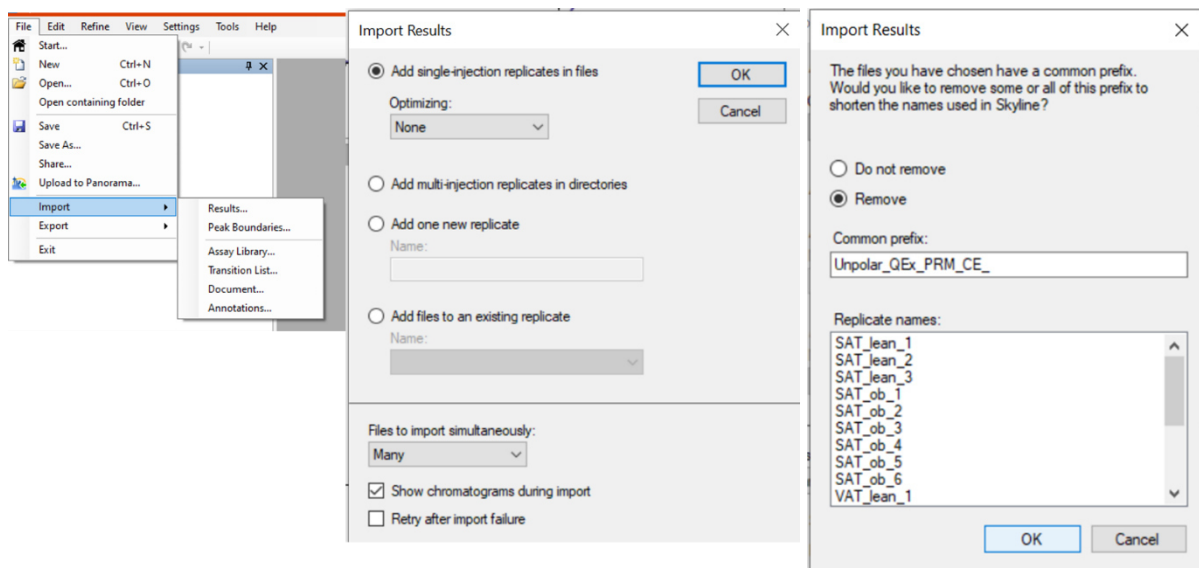 File Edit Refine View Settings Tools Help
Start...
New Ctrl+N
Open... Ctrl+O
Open containing folder
Save Ctrl+S
Save As...
Share...
Upload to Panorama...
Import
Export
Exit
Results...
Peak Boundaries...
Assay Library...
Transition List...
Document...
Annotations...
Import Results
Add single-injection replicates in files
OK
Cancel
Optimizing:
None
Add multi-injection replicates in directories
Add one new replicate
Name:
Add files to an existing replicate
Name:
Files to import simultaneously:
Many
Show chromatograms during import
Retry after import failure
Import Results
The files you have chosen have a common prefix.
Would you like to remove some or all of this prefix to
shorten the names used in Skyline?
Do not remove
Remove
Common prefix:
Unpolar_QEx_PRM_CE_
Replicate names:
SAT_lean_1
SAT_lean_2
SAT_lean_3
SAT_ob_1
SAT_ob_2
SAT_ob_3
SAT_ob_4
SAT_ob_5
SAT_ob_6
VAT_lean_1
OK Cancel